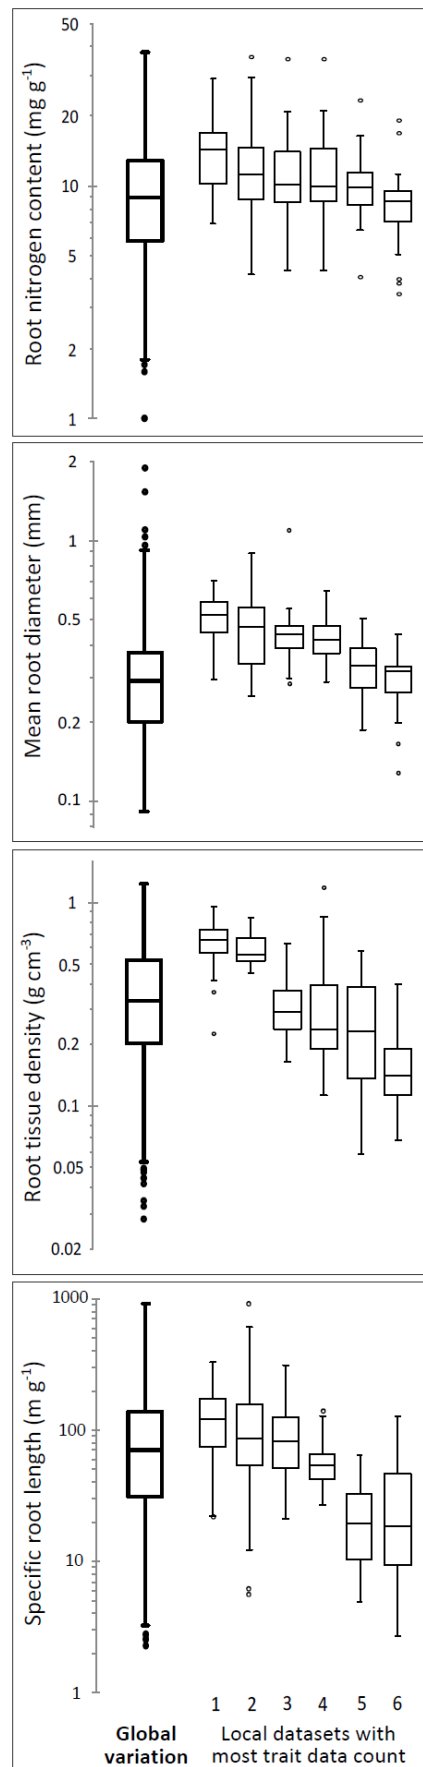 Root nitrogen content (mg g⁻¹)
50
20
10
5
2
1
Mean root diameter (mm)
2
1
0.5
0.2
0.1
Root tissue density (g cm⁻³)
1
0.5
0.2
0.1
0.05
0.02
Specific root length (m g⁻¹)
1000
100
10
1
1 2 3 4 5 6
Global variation
Local datasets with
most trait data count